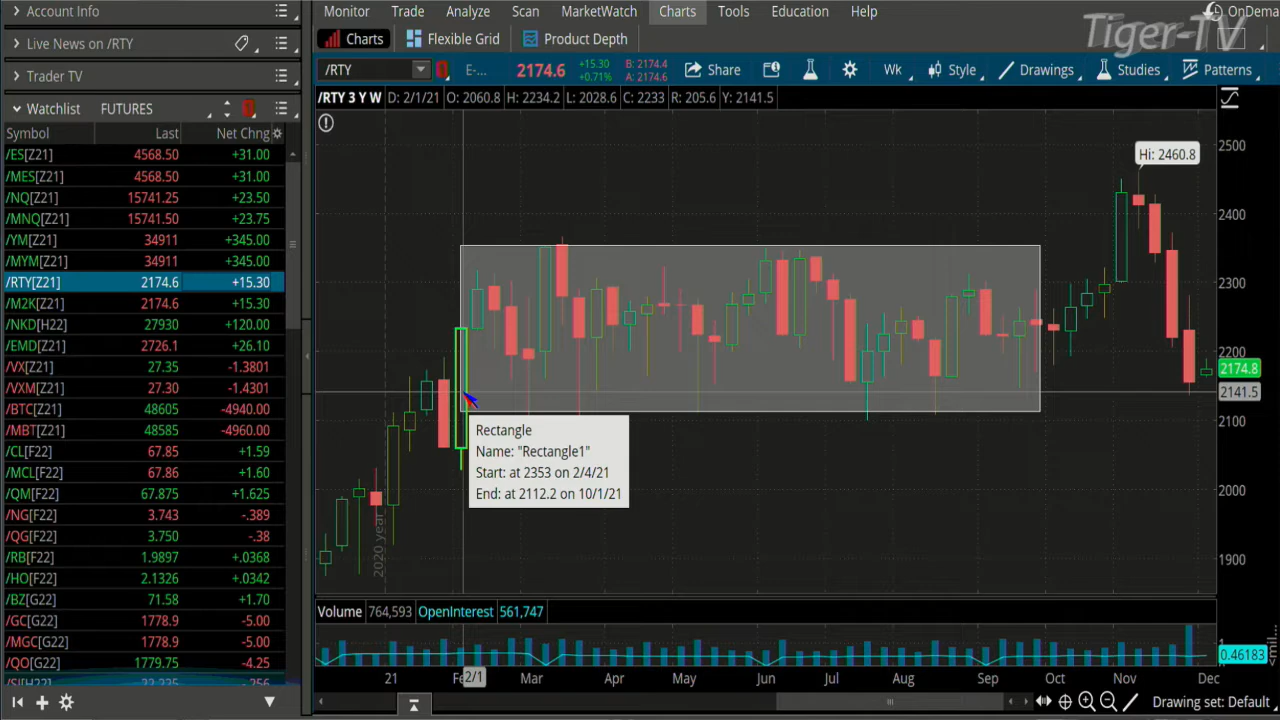 Account Info
Live News on /RTY
Trader TV
Watchlist FUTURES
Symbol Last Net Chng
/ES[Z21] 4568.50 +31.00
/MES[Z21] 4568.50 +31.00
/NQ[Z21] 15741.25 +23.50
/MNQ[Z21] 15741.50 +23.75
/YM[Z21] 34911 +345.00
/MYM[Z21] 34911 +345.00
/RTY[Z21] 2174.6 +15.30
/M2K[Z21] 2174.6 +15.30
/NKD[H22] 27930 +120.00
/EMD[Z21] 2726.1 +26.10
/VX[Z21] 27.35 -1.3801
/VXM[Z21] 27.30 -1.4301
/BTC[Z21] 48605 -4940.00
/MBT[Z21] 48585 -4960.00
/CL[F22] 67.85 +1.59
/MCL[F22] 67.86 +1.60
/QM[F22] 67.875 +1.625
/NG[F22] 3.743 -.389
/QG[F22] 3.750 -.38
/RB[F22] 1.9897 +.0368
/HO[F22] 2.1326 +.0342
/BZ[G22] 71.58 +1.70
/GC[G22] 1778.9 -5.00
/MGC[G22] 1778.9 -5.00
/QO[G22] 1779.75 -4.25
Monitor Trade Analyze Scan MarketWatch Charts Tools Education Help
OnDema
Tiger-TV
Charts Flexible Grid Product Depth
/RTY E-... 2174.6 +15.30 B: 2174.4
+0.71% A: 2174.6
Share Wk Style Drawings Studies Patterns
/RTY 3 Y W D: 2/1/21 O: 2060.8 H: 2234.2 L: 2028.6 C: 2233 R: 205.6 Y: 2141.5
Hi: 2460.8
2500
2400
2300
2200
2174.8
2141.5
2100
2000
1900
2020 year
Rectangle
Name: "Rectangle1"
Start: at 2353 on 2/4/21
End: at 2112.2 on 10/1/21
Volume 764,593 OpenInterest 561,747
1
0.46183
<mil...
21 Fe 2/1 Mar Apr May Jun Jul Aug Sep Oct Nov Dec
Drawing set: Default